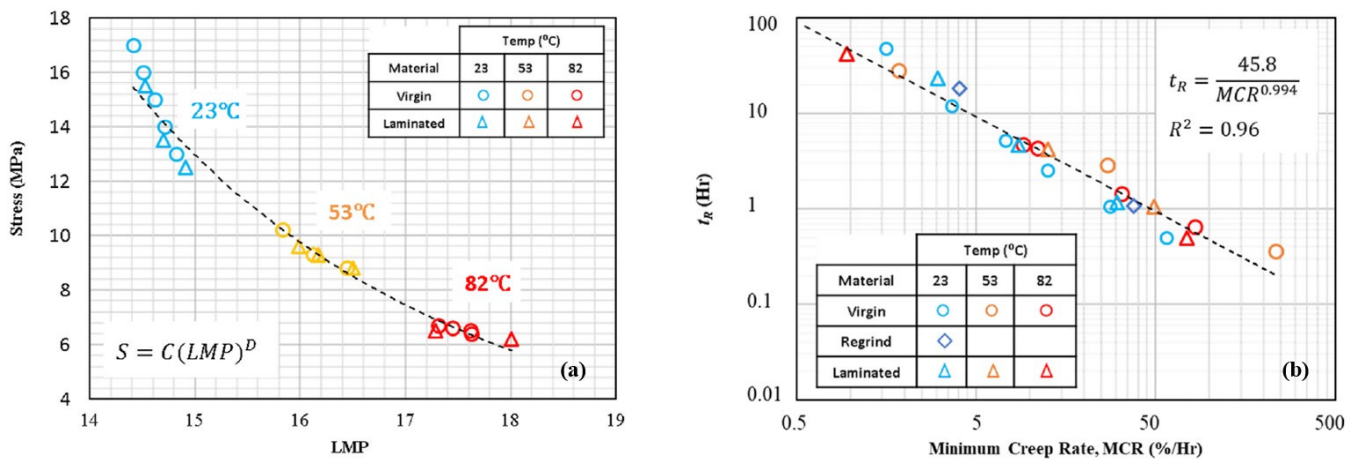 18
16
14
12
10
8
6
4
Stress (MPa)
14 15 16 17 18 19
LMP
Temp (°C)
Material 23 53 82
Virgin
Laminated
23°C
53°C
82°C
S = C(LMP)^D
(a)
100
10
1
0.1
0.01
t_R (Hr)
0.5 5 50 500
Minimum Creep Rate, MCR (%/Hr)
t_R = 45.8 / MCR^0.994
R² = 0.96
Temp (°C)
Material 23 53 82
Virgin
Regrind
Laminated
(b)